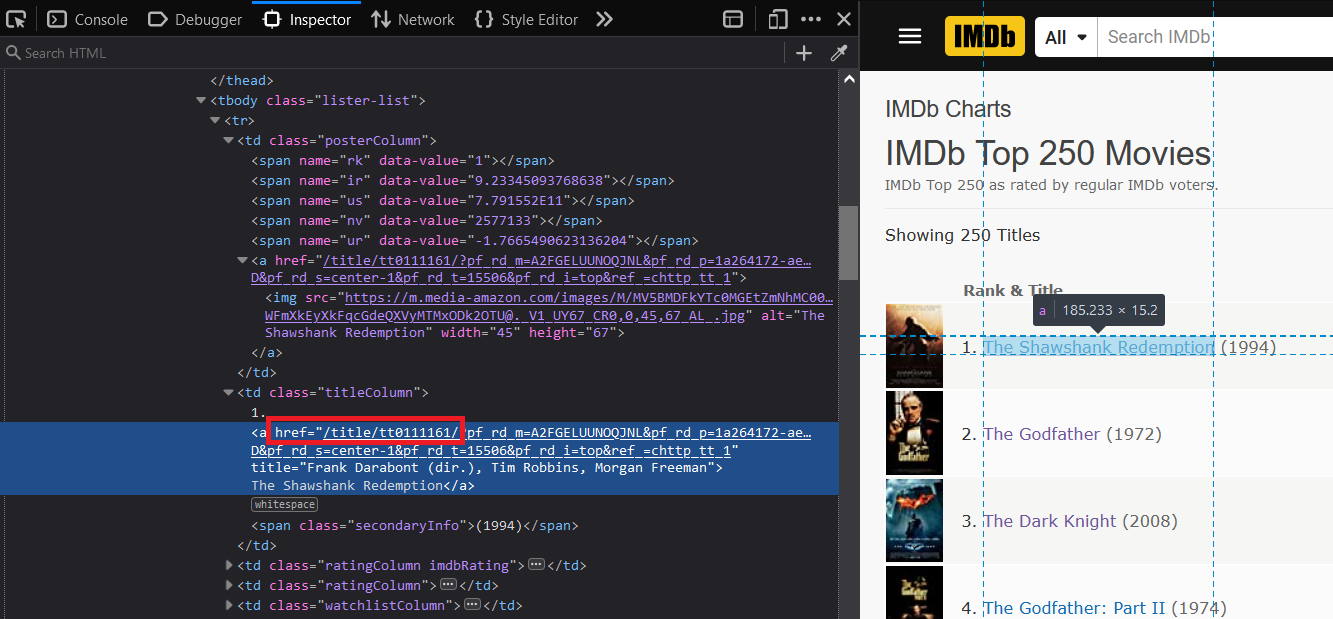 Console Debugger Inspector Network Style Editor
Search HTML
</thead>
<tbody class="lister-list">
<tr>
<td class="posterColumn">
<span name="rk" data-value="1"></span>
<span name="ir" data-value="9.23345093768638"></span>
<span name="us" data-value="7.791552E11"></span>
<span name="nv" data-value="2577133"></span>
<span name="ur" data-value="-1.7665490623136204"></span>
<a href="/title/tt0111161/?pf_rd_m=A2FGELUUNOQJNL&pf_rd_p=1a264172-ae…
D&pf_rd_s=center-1&pf_rd_t=15506&pf_rd_i=top&ref_=chttp_tt_1">
<img src="https://m.media-amazon.com/images/M/MV5BMDFkYTc0MGEtZmNhMC00…
WFmXkEyXkFqcGdeQXVyMTMxODk2OTU@._V1_UY67_CR0,0,45,67_AL_.jpg" alt="The
Shawshank Redemption" width="45" height="67">
</a>
</td>
<td class="titleColumn">
1.
<a href="/title/tt0111161/?pf_rd_m=A2FGELUUNOQJNL&pf_rd_p=1a264172-ae…
D&pf_rd_s=center-1&pf_rd_t=15506&pf_rd_i=top&ref_=chttp_tt_1"
title="Frank Darabont (dir.), Tim Robbins, Morgan Freeman">
The Shawshank Redemption</a>
whitespace
<span class="secondaryInfo">(1994)</span>
</td>
<td class="ratingColumn imdbRating">…</td>
<td class="ratingColumn">…</td>
<td class="watchlistColumn">…</td>
IMDb All Search IMDb
IMDb Charts
IMDb Top 250 Movies
IMDb Top 250 as rated by regular IMDb voters.
Showing 250 Titles
Rank & Title
a 185.233 × 15.2
1. The Shawshank Redemption (1994)
2. The Godfather (1972)
3. The Dark Knight (2008)
4. The Godfather: Part II (1974)